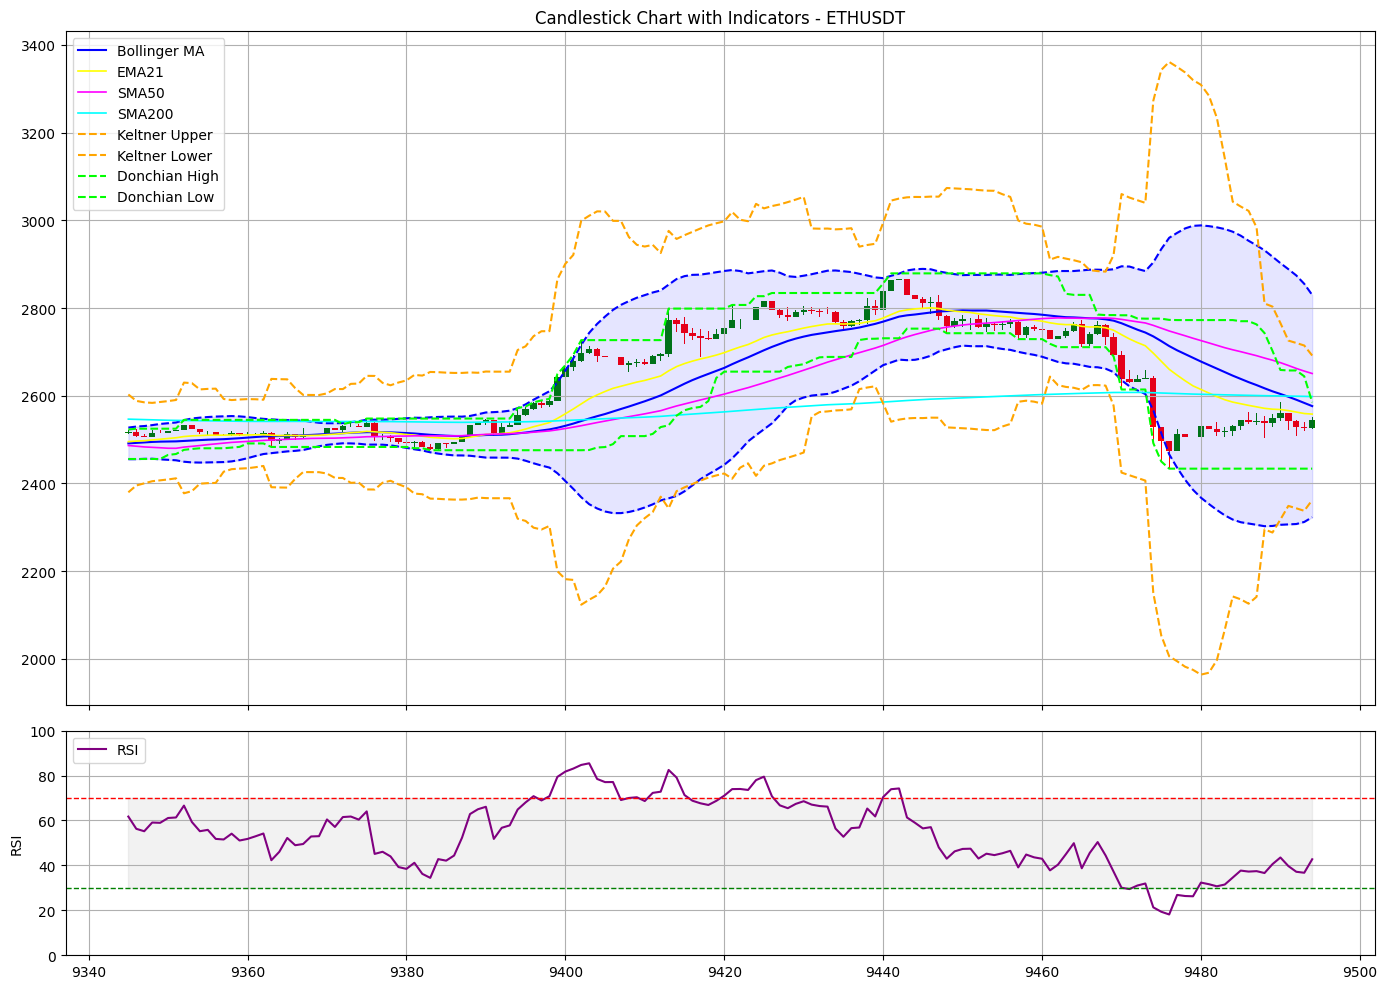 Candlestick Chart with Indicators - ETHUSDT
3400
3200
3000
2800
2600
2400
2200
2000
Bollinger MA
EMA21
SMA50
SMA200
Keltner Upper
Keltner Lower
Donchian High
Donchian Low
100
80
60
40
20
0
RSI
RSI
9340 9360 9380 9400 9420 9440 9460 9480 9500